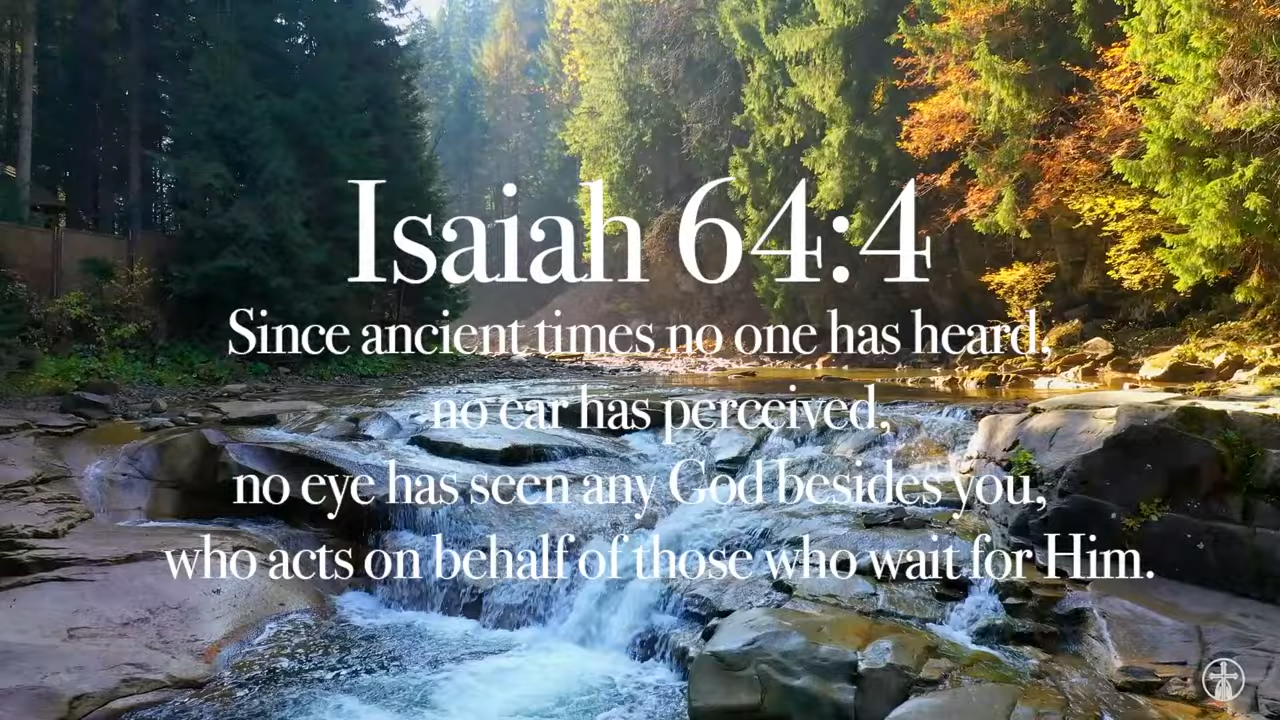 Isaiah 64:4
Since ancient times no one has heard,
no ear has perceived,
no eye has seen any God besides you,
who acts on behalf of those who wait for Him.